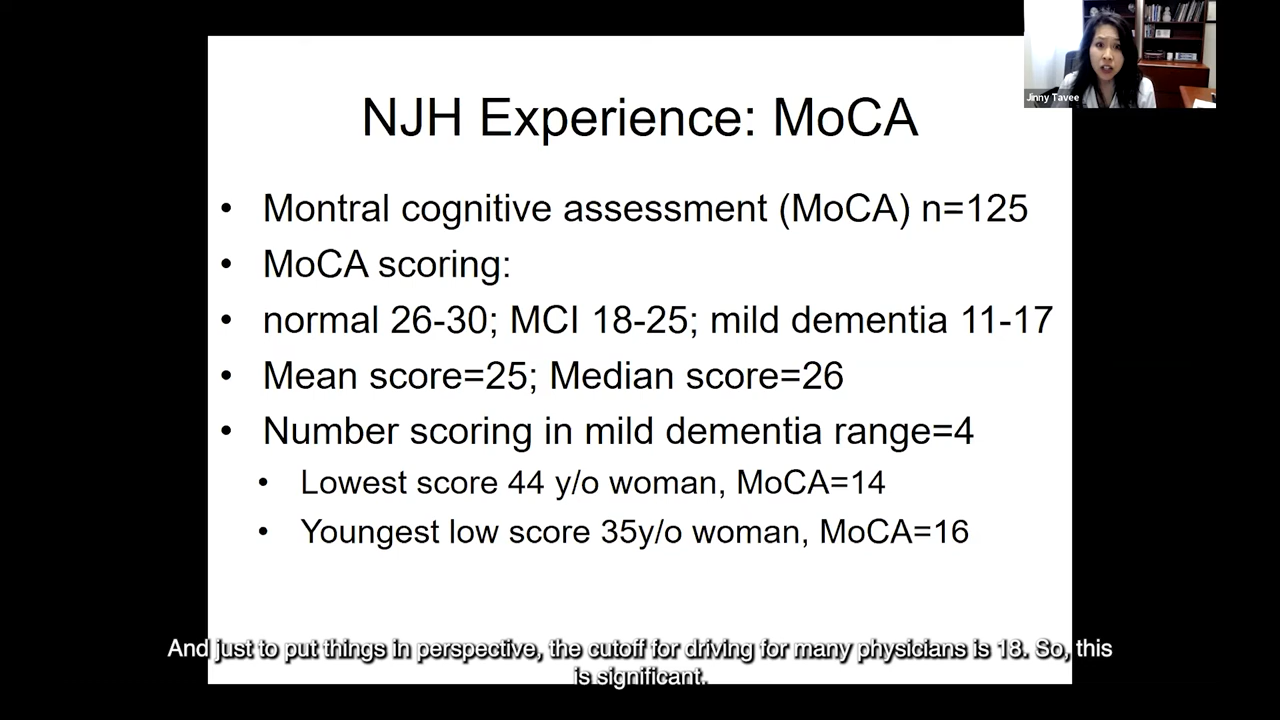 Jinny Tavee
NJH Experience: MoCA
• Montral cognitive assessment (MoCA) n=125
• MoCA scoring:
• normal 26-30; MCI 18-25; mild dementia 11-17
• Mean score=25; Median score=26
• Number scoring in mild dementia range=4
• Lowest score 44 y/o woman, MoCA=14
• Youngest low score 35y/o woman, MoCA=16
And just to put things in perspective, the cutoff for driving for many physicians is 18. So, this
is significant.